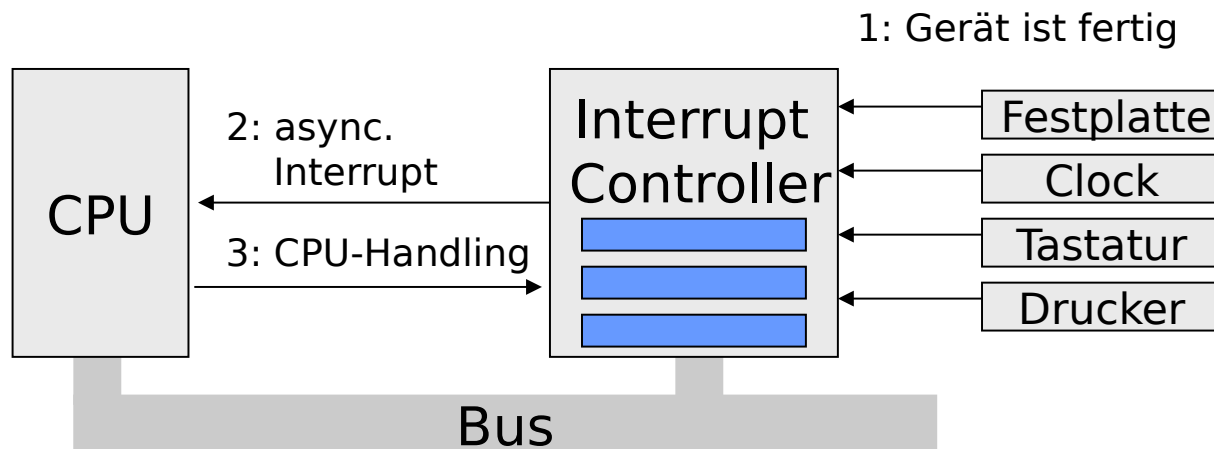 1: Gerät ist fertig
CPU
2: async.
Interrupt
3: CPU-Handling
Interrupt
Controller
Festplatte
Clock
Tastatur
Drucker
Bus